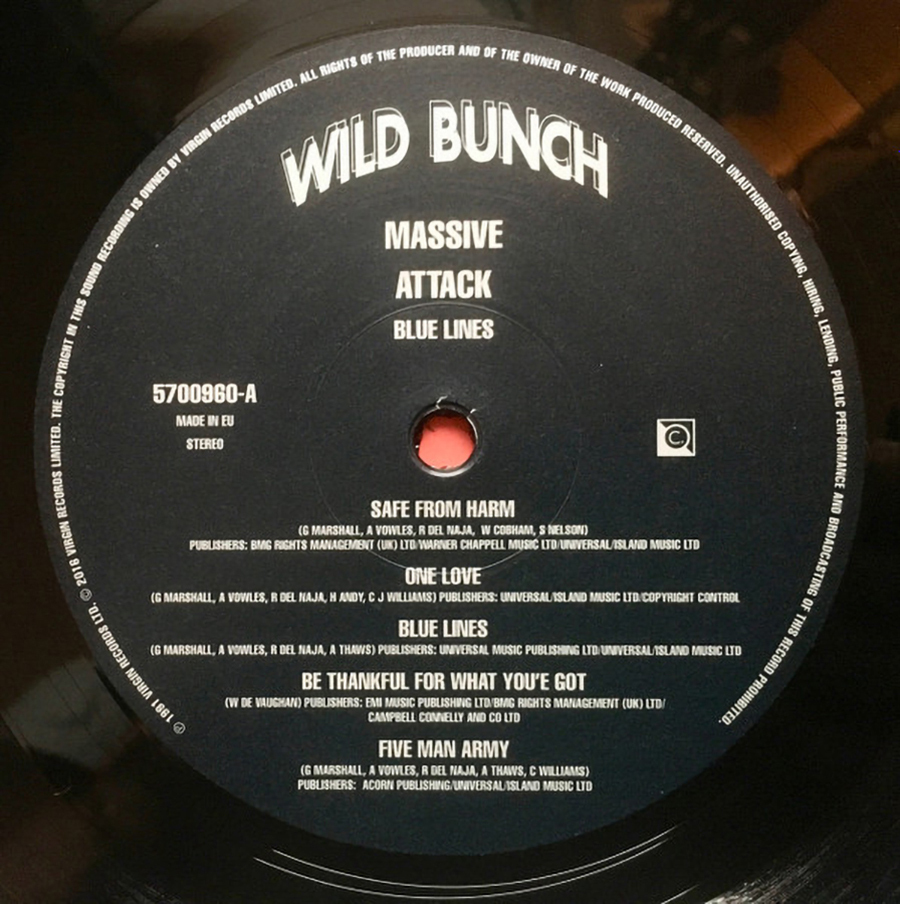 WILD BUNCH
MASSIVE
ATTACK
BLUE LINES
5700960-A
MADE IN EU
STEREO
C
SAFE FROM HARM
(G MARSHALL, A VOWLES, R DEL NAJA, W COBHAM, S NELSON)
PUBLISHERS: BMG RIGHTS MANAGEMENT (UK) LTD/WARNER CHAPPELL MUSIC LTD/UNIVERSAL/ISLAND MUSIC LTD
ONE LOVE
(G MARSHALL, A VOWLES, R DEL NAJA, H ANDY, C J WILLIAMS) PUBLISHERS: UNIVERSAL/ISLAND MUSIC LTD/COPYRIGHT CONTROL
BLUE LINES
(G MARSHALL, A VOWLES, R DEL NAJA, A THAWS) PUBLISHERS: UNIVERSAL MUSIC PUBLISHING LTD/UNIVERSAL/ISLAND MUSIC LTD
BE THANKFUL FOR WHAT YOU'E GOT
(W DE VAUGHAN) PUBLISHERS: EMI MUSIC PUBLISHING LTD/BMG RIGHTS MANAGEMENT (UK) LTD/
CAMPBELL CONNELLY AND CO LTD
FIVE MAN ARMY
(G MARSHALL, A VOWLES, R DEL NAJA, A THAWS, C WILLIAMS)
PUBLISHERS: ACORN PUBLISHING/UNIVERSAL/ISLAND MUSIC LTD
℗ 1991 VIRGIN RECORDS LTD. © 2018 VIRGIN RECORDS LIMITED. THE COPYRIGHT IN THIS SOUND RECORDING IS OWNED BY VIRGIN RECORDS LIMITED. ALL RIGHTS OF THE PRODUCER AND OF THE OWNER OF THE WORK PRODUCED RESERVED. UNAUTHORISED COPYING, HIRING, LENDING, PUBLIC PERFORMANCE AND BROADCASTING OF THIS RECORD PROHIBITED.